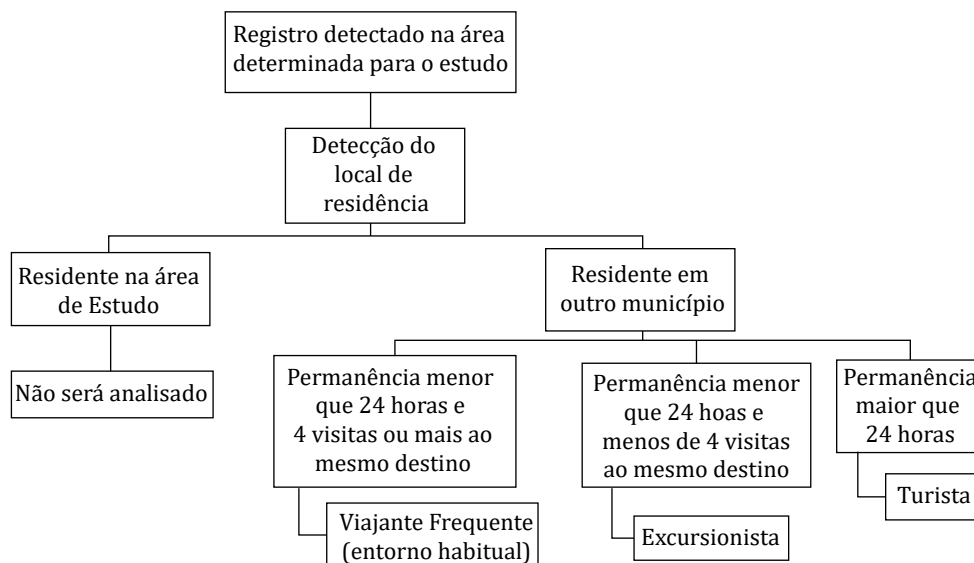 Registro detectado na área
determinada para o estudo
Detecção do
local de
residência
Residente na área
de Estudo
Residente em
outro município
Não será analisado
Permanência menor
que 24 horas e
4 visitas ou mais ao
mesmo destino
Permanência menor
que 24 hoas e
menos de 4 visitas
ao mesmo destino
Permanência
maior que
24 horas
Viajante Frequente
(entorno habitual)
Excursionista
Turista